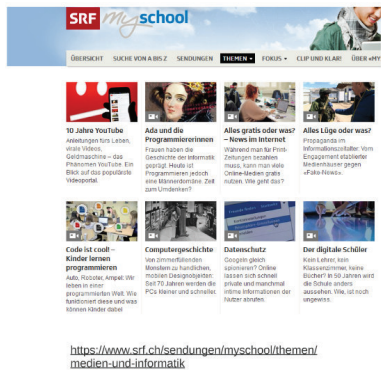 SRF myschool
ÜBERSICHT SUCHE VON A BIS Z SENDUNGEN THEMEN FOKUS CLIP UND KLAR! ÜBER «MY
10 Jahre YouTube
Anleitungen fürs Leben,
virale Videos,
Geldmaschine – das
Phänomen YouTube. Ein
Blick auf das populärste
Videoportal.
Ada und die
Programmiererinnen
Frauen haben die
Geschichte der Informatik
geprägt. Heute ist
Programmieren jedoch
eine Männerdomäne. Zeit
zum Umdenken?
Alles gratis oder was?
– News im Internet
Während man für Print-
Zeitungen bezahlen
muss, kann man viele
Online-Medien gratis
nutzen. Wie geht das?
Alles Lüge oder was?
Propaganda im
Informationszeitalter: Vom
Engagement etablierter
Medienhäuser gegen
«Fake-News».
Code ist cool! –
Kinder lernen
programmieren
Auto, Roboter, Ampel: Wir
leben in einer
programmierten Welt. Wie
funktioniert diese und was
können Kinder dabei
Computergeschichte
Von zimmerfüllenden
Monstern zu handlichen,
mobilen Designobjekten:
Seit 70 Jahren werden die
PCs kleiner und schneller.
Datenschutz
Googeln gleich
spionieren? Online
lassen sich schnell
private und manchmal
intime Informationen der
Nutzer abrufen.
Der digitale Schüler
Kein Lehrer, kein
Klassenzimmer, keine
Bücher? In 50 Jahren wird
die Schule anders
aussehen. Wie, ist noch
ungewiss.
https://www.srf.ch/sendungen/myschool/themen/
medien-und-informatik